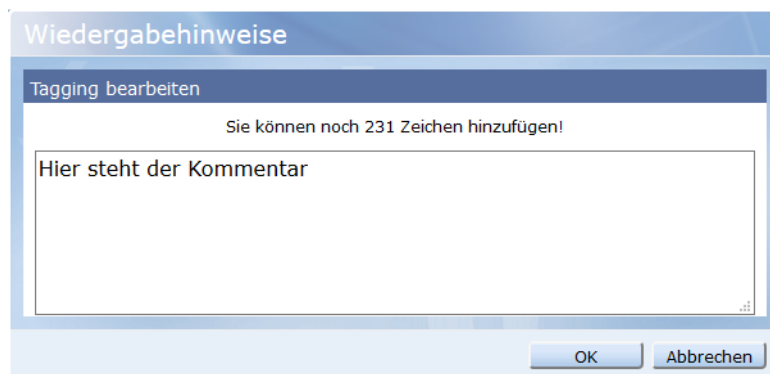 Wiedergabehinweise
Tagging bearbeiten
Sie können noch 231 Zeichen hinzufügen!
Hier steht der Kommentar
OK Abbrechen